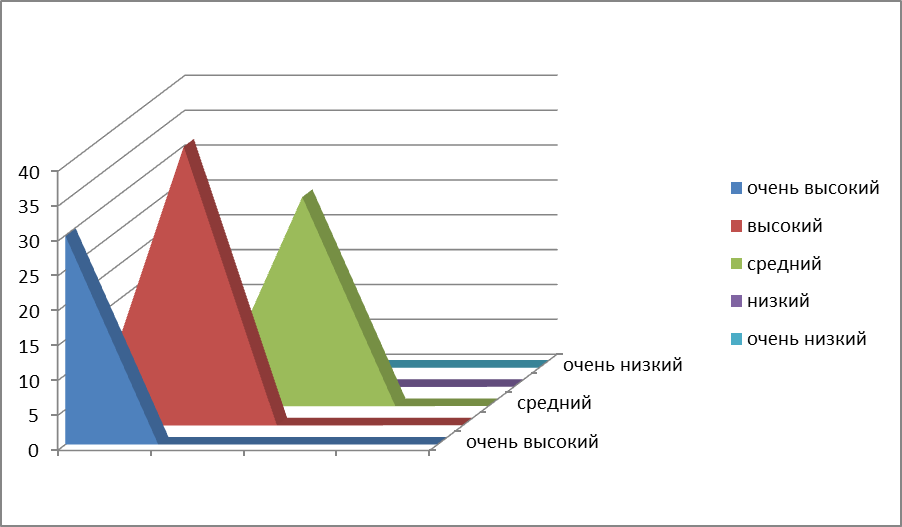 40
35
30
25
20
15
10
5
0
очень низкий
средний
очень высокий
очень высокий
высокий
средний
низкий
очень низкий